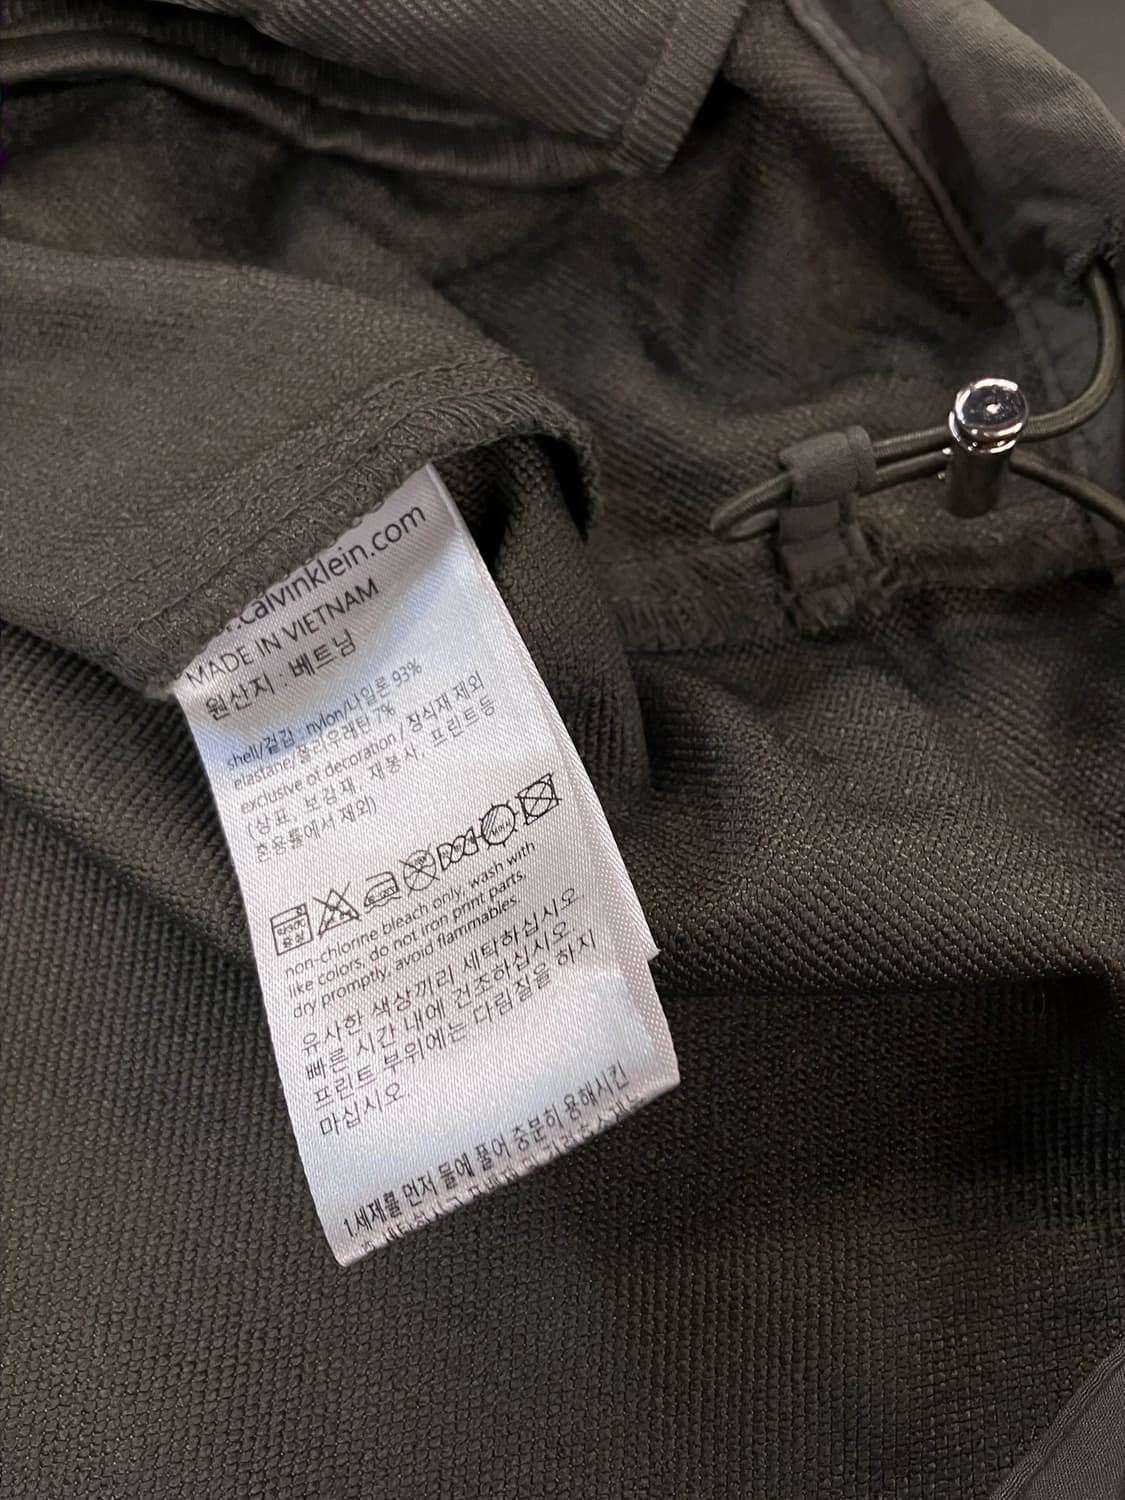 calvinklein.com
MADE IN VIETNAM
원산지 : 베트남
shell/겉감 : nylon/나일론 93%
elastane/폴리우레탄 7%
exclusive of decoration / 장식재 제외
(상표, 보강재, 재봉사, 프린트등
혼용률에서 제외)
non-chlorine bleach only, wash with
like colors, do not iron print parts.
dry promptly, avoid flammables.
유사한 색상끼리 세탁하십시오.
빠른 시간 내에 건조하십시오.
프린트 부위에는 다림질을 하지
마십시오.
1.세제를 먼저 물에 풀어 충분히 용해시킨